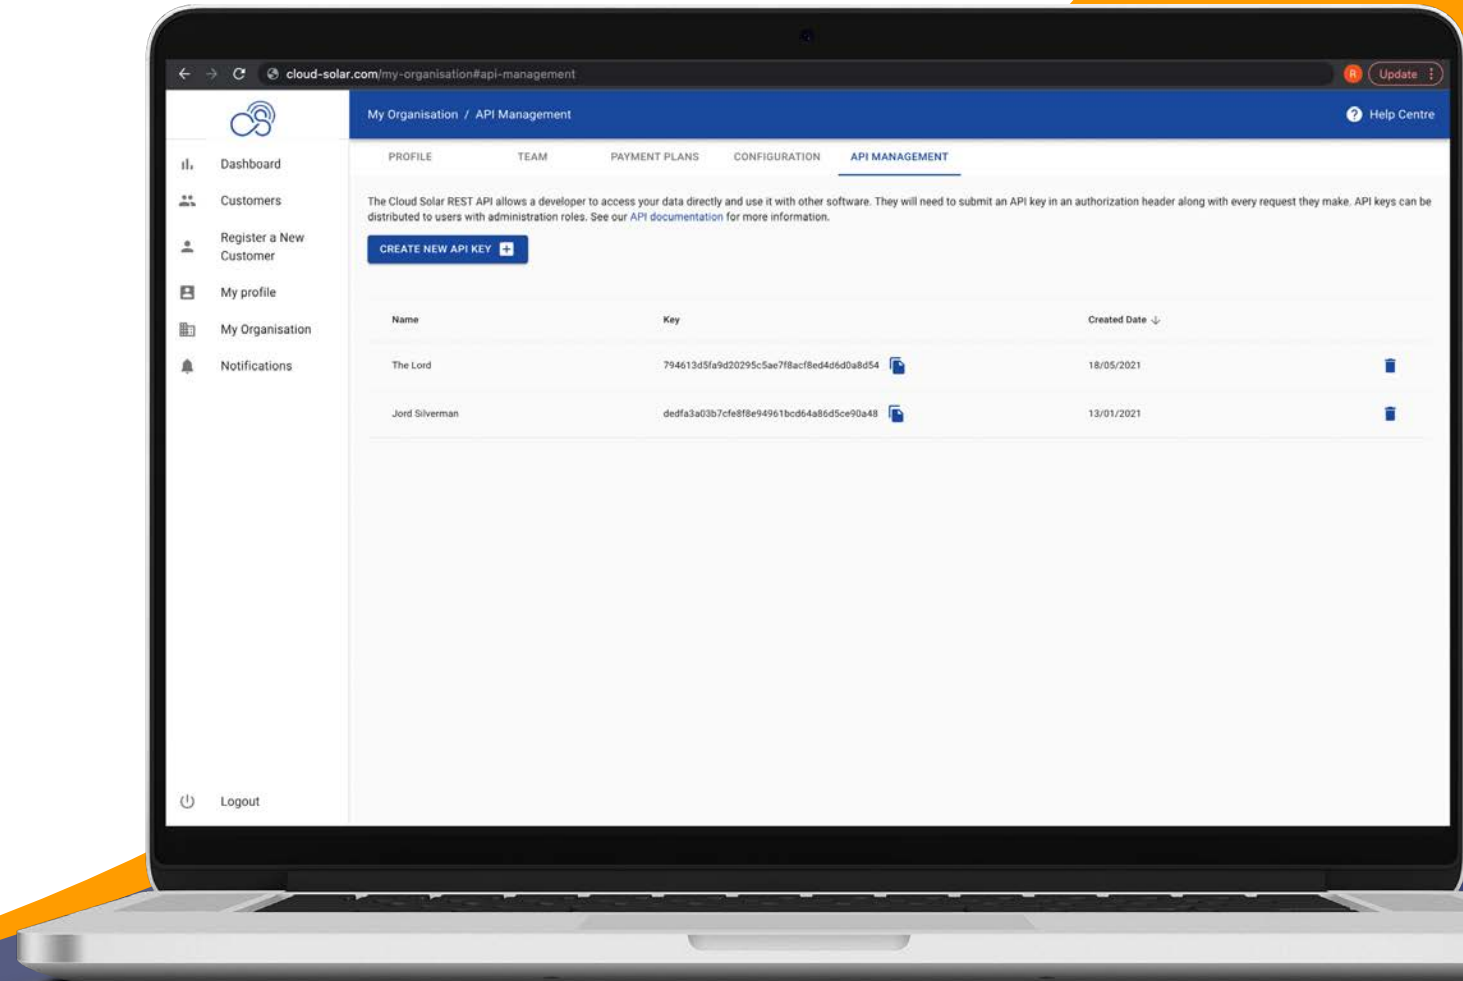 cloud-solar.com/my-organisation#api-management
R
Update
My Organisation / API Management
? Help Centre
Dashboard
Customers
Register a New
Customer
My profile
My Organisation
Notifications
Logout
PROFILE TEAM PAYMENT PLANS CONFIGURATION API MANAGEMENT
The Cloud Solar REST API allows a developer to access your data directly and use it with other software. They will need to submit an API key in an authorization header along with every request they make. API keys can be
distributed to users with administration roles. See our API documentation for more information.
CREATE NEW API KEY
Name Key Created Date
The Lord 794613d5fa9d20295c5ae7f8acf8ed4d6d0a8d54 18/05/2021
Jord Silverman dedfa3a03b7cfe8f8e94961bcd64a86d5ce90a48 13/01/2021